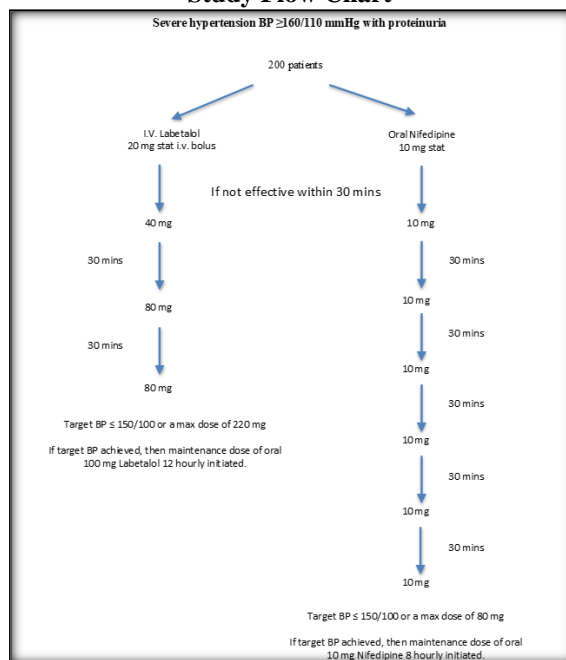 Study Flow Chart
Severe hypertension BP ≥160/110 mmHg with proteinuria
200 patients
I.V. Labetalol
20 mg stat i.v. bolus
Oral Nifedipine
10 mg stat
If not effective within 30 mins
40 mg
30 mins
80 mg
30 mins
80 mg
Target BP ≤ 150/100 or a max dose of 220 mg
If target BP achieved, then maintenance dose of oral
100 mg Labetalol 12 hourly initiated.
10 mg
30 mins
10 mg
30 mins
10 mg
30 mins
10 mg
30 mins
10 mg
30 mins
10 mg
Target BP ≤ 150/100 or a max dose of 80 mg
If target BP achieved, then maintenance dose of oral
10 mg Nifedipine 8 hourly initiated.